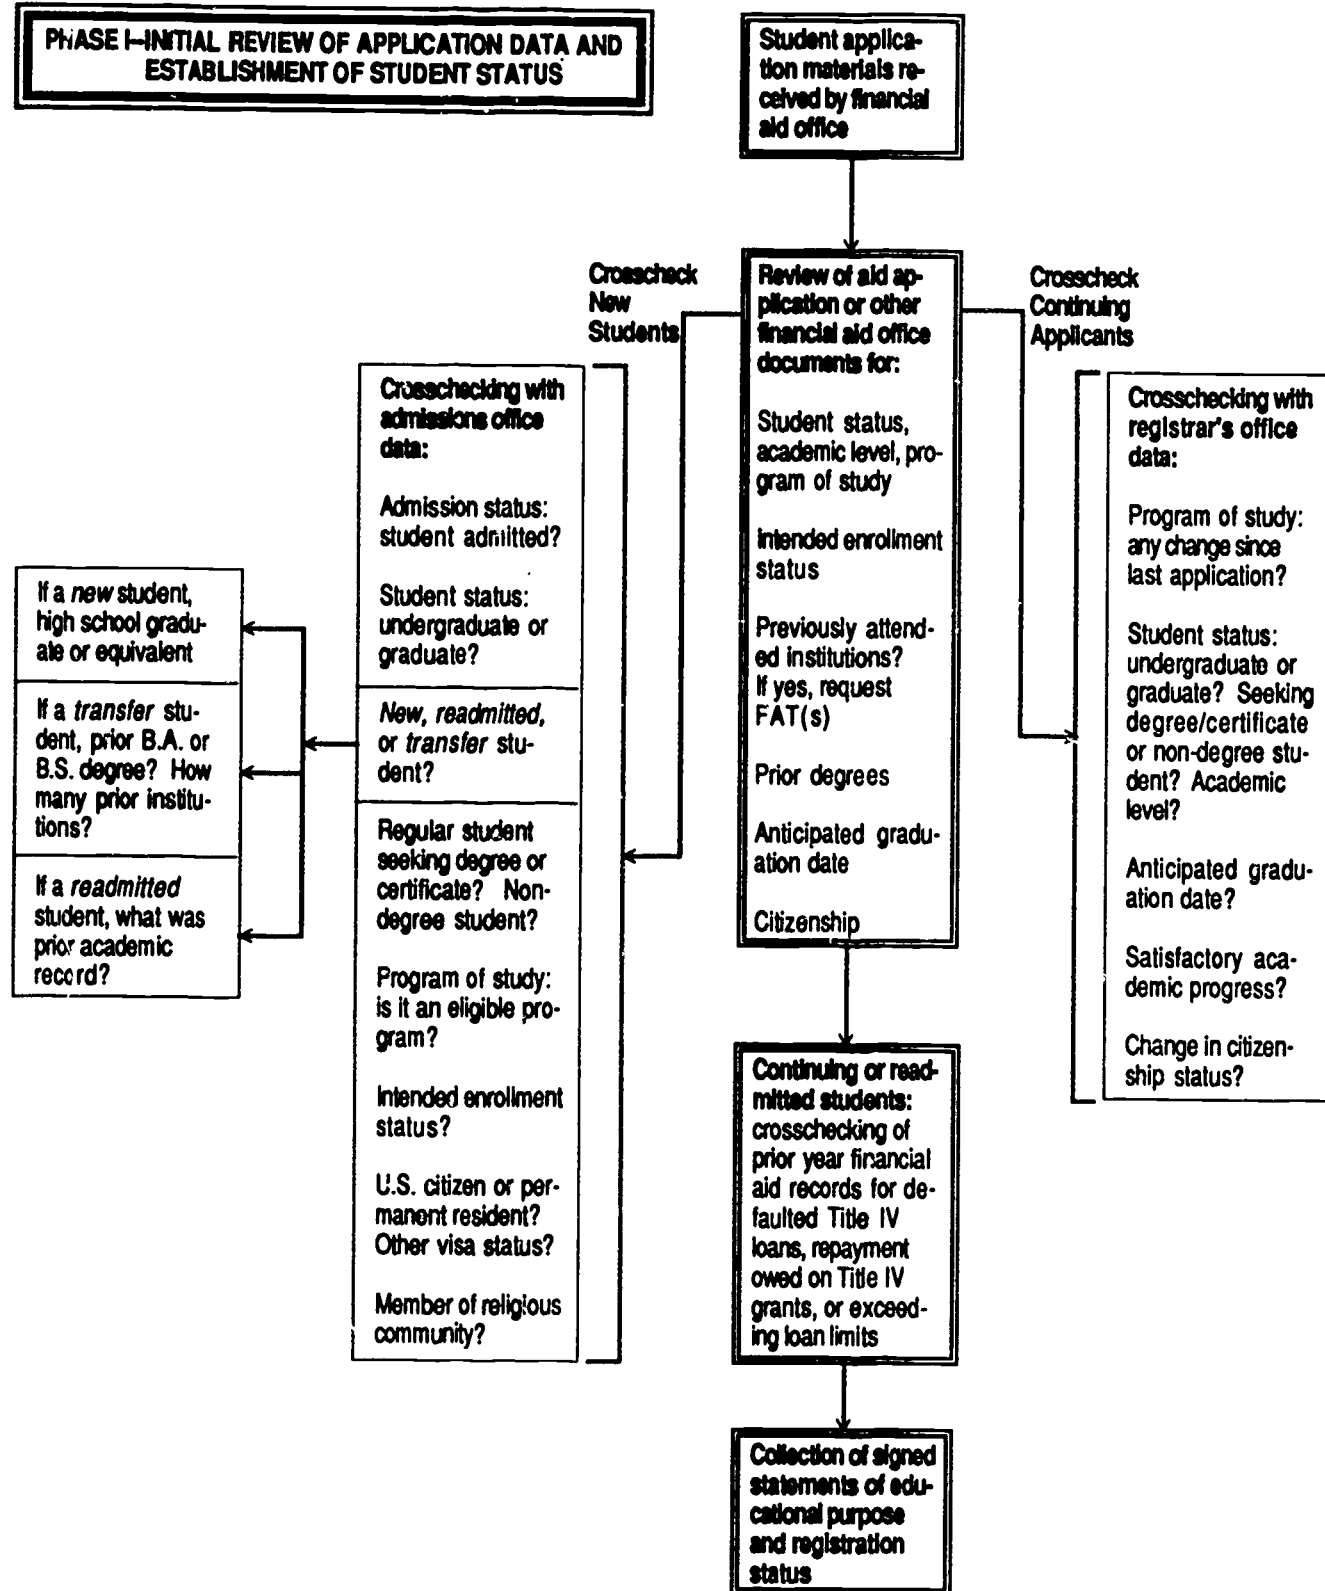 PHASE I–INITIAL REVIEW OF APPLICATION DATA AND
ESTABLISHMENT OF STUDENT STATUS
Student applica-
tion materials re-
ceived by financial
aid office
Crosscheck
New
Students
Review of aid ap-
plication or other
financial aid office
documents for:
Student status,
academic level, pro-
gram of study
Intended enrollment
status
Previously attend-
ed institutions?
If yes, request
FAT(s)
Prior degrees
Anticipated gradu-
ation date
Citizenship
Crosscheck
Continuing
Applicants
Crosschecking with
admissions office
data:
Admission status:
student admitted?
Student status:
undergraduate or
graduate?
New, readmitted,
or transfer stu-
dent?
Regular student
seeking degree or
certificate? Non-
degree student?
Program of study:
is it an eligible pro-
gram?
Intended enrollment
status?
U.S. citizen or per-
manent resident?
Other visa status?
Member of religious
community?
If a new student,
high school gradu-
ate or equivalent
If a transfer stu-
dent, prior B.A. or
B.S. degree? How
many prior institu-
tions?
If a readmitted
student, what was
prior academic
record?
Crosschecking with
registrar's office
data:
Program of study:
any change since
last application?
Student status:
undergraduate or
graduate? Seeking
degree/certificate
or non-degree stu-
dent? Academic
level?
Anticipated gradu-
ation date?
Satisfactory aca-
demic progress?
Change in citizen-
ship status?
Continuing or read-
mitted students:
crosschecking of
prior year financial
aid records for de-
faulted Title IV
loans, repayment
owed on Title IV
grants, or exceed-
ing loan limits
Collection of signed
statements of edu-
cational purpose
and registration
status